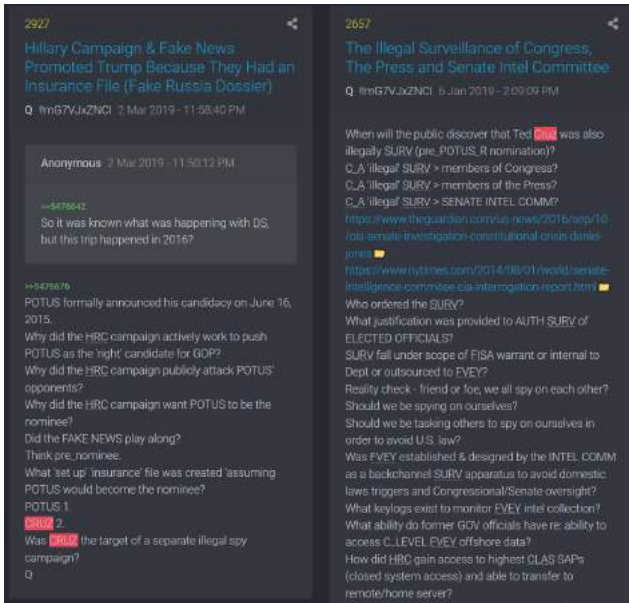 2927
Hillary Campaign & Fake News
Promoted Trump Because They Had an
Insurance File (Fake Russia Dossier)
Q !!mG7VJxZNCI 2 Mar 2019 - 11:58:40 PM
Anonymous 2 Mar 2019 - 11:50:12 PM
>>5476642
So it was known what was happening with DS,
but this trip happened in 2016?
>>5476676
POTUS formally announced his candidacy on June 16,
2015.
Why did the HRC campaign actively work to push
POTUS as the 'right' candidate for GOP?
Why did the HRC campaign publicly attack POTUS'
opponents?
Why did the HRC campaign want POTUS to be the
nominee?
Did the FAKE NEWS play along?
Think pre_nominee.
What 'set up' 'insurance' file was created 'assuming
POTUS would become the nominee?
POTUS 1.
CRUZ 2.
Was CRUZ the target of a separate illegal spy
campaign?
Q
2657
The Illegal Surveillance of Congress,
The Press and Senate Intel Committee
Q !!mG7VJxZNCI 6 Jan 2019 - 2:09:09 PM
When will the public discover that Ted Cruz was also
illegally SURV (pre_POTUS_R nomination)?
C_A 'illegal' SURV > members of Congress?
C_A 'illegal' SURV > members of the Press?
C_A 'illegal' SURV > SENATE INTEL COMM?
https://www.theguardian.com/us-news/2016/sep/10
/cia-senate-investigation-constitutional-crisis-daniel-
jones
https://www.nytimes.com/2014/08/01/world/senate-
intelligence-commitee-cia-interrogation-report.html
Who ordered the SURV?
What justification was provided to AUTH SURV of
ELECTED OFFICIALS?
SURV fall under scope of FISA warrant or internal to
Dept or outsourced to FVEY?
Reality check - friend or foe, we all spy on each other?
Should we be spying on ourselves?
Should we be tasking others to spy on ourselves in
order to avoid U.S. law?
Was FVEY established & designed by the INTEL COMM
as a backchannel SURV apparatus to avoid domestic
laws triggers and Congressional/Senate oversight?
What keylogs exist to monitor FVEY intel collection?
What ability do former GOV officials have re: ability to
access C_LEVEL FVEY offshore data?
How did HRC gain access to highest CLAS SAPs
(closed system access) and able to transfer to
remote/home server?